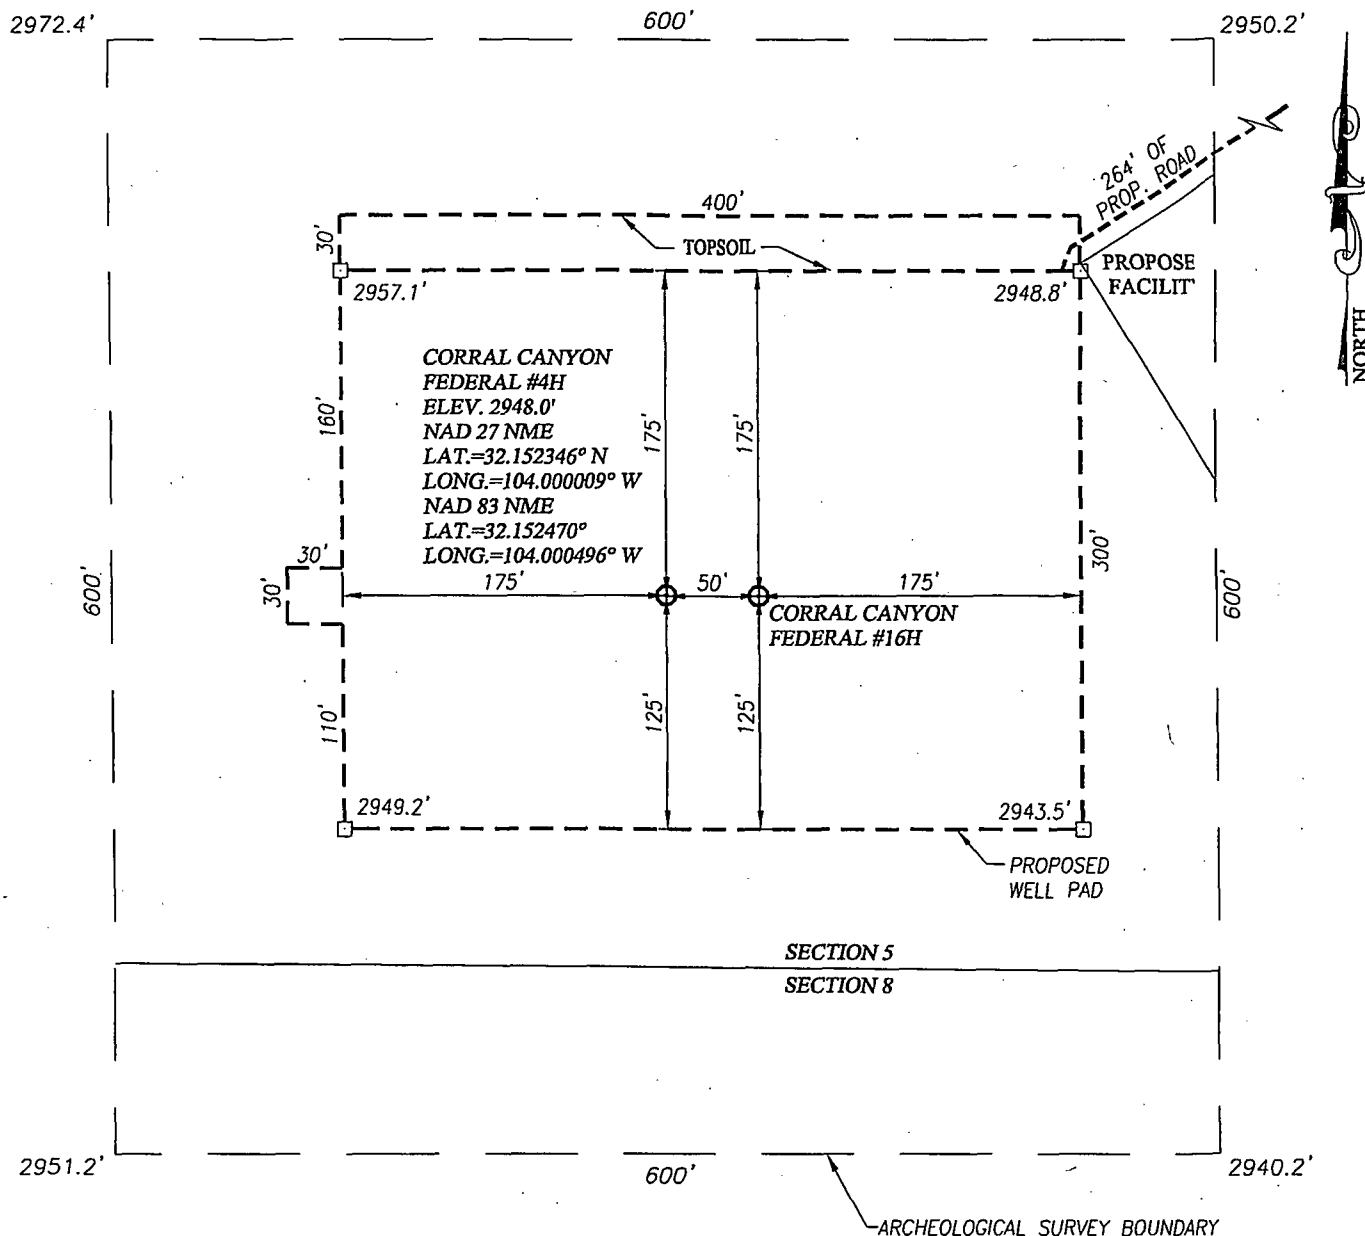 2972.4'
600'
2950.2'
264' OF
PROP. ROAD
400'
30'
TOPSOIL
2957.1'
2948.8'
PROPOSE
FACILIT
NORTH
CORRAL CANYON
FEDERAL #4H
ELEV. 2948.0'
NAD 27 NME
LAT.=32.152346° N
LONG.=104.000009° W
NAD 83 NME
LAT.=32.152470°
LONG.=104.000496° W
160'
175'
175'
30'
30'
600'
175'
50'
175'
300'
600'
CORRAL CANYON
FEDERAL #16H
110'
125'
125'
2949.2'
2943.5'
PROPOSED
WELL PAD
SECTION 5
SECTION 8
2951.2'
600'
2940.2'
ARCHEOLOGICAL SURVEY BOUNDARY